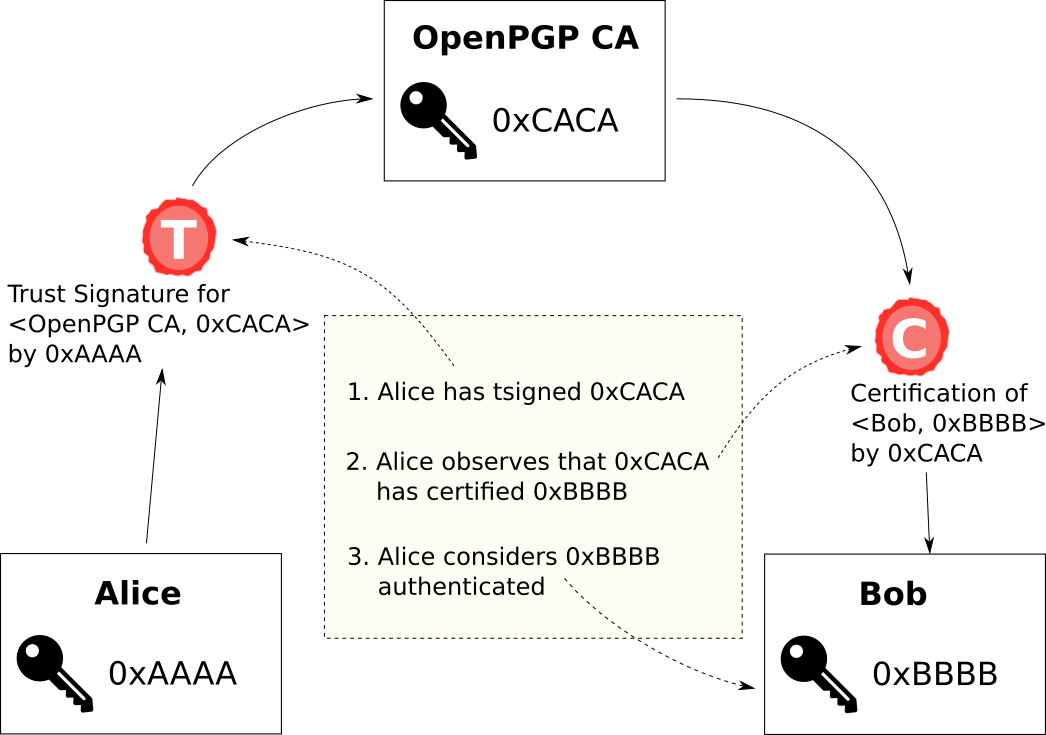 OpenPGP CA
0xCACA
T
Trust Signature for
<OpenPGP CA, 0xCACA>
by 0xAAAA
C
Certification of
<Bob, 0xBBBB>
by 0xCACA
1. Alice has tsigned 0xCACA
2. Alice observes that 0xCACA
has certified 0xBBBB
3. Alice considers 0xBBBB
authenticated
Alice
0xAAAA
Bob
0xBBBB